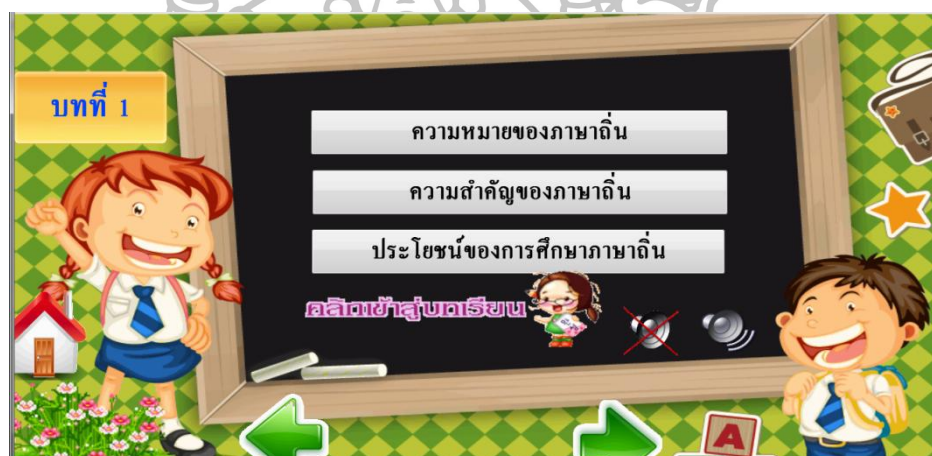 บทที่ 1
ความหมายของภาษาถิ่น
ความสำคัญของภาษาถิ่น
ประโยชน์ของการศึกษาภาษาถิ่น
คลิกเข้าสู่บทเรียน
A